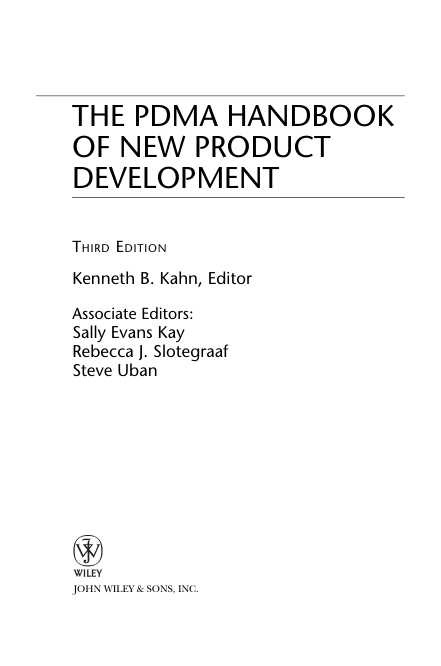 THE PDMA HANDBOOK
OF NEW PRODUCT
DEVELOPMENT
THIRD EDITION
Kenneth B. Kahn, Editor
Associate Editors:
Sally Evans Kay
Rebecca J. Slotegraaf
Steve Uban
WILEY
JOHN WILEY & SONS, INC.